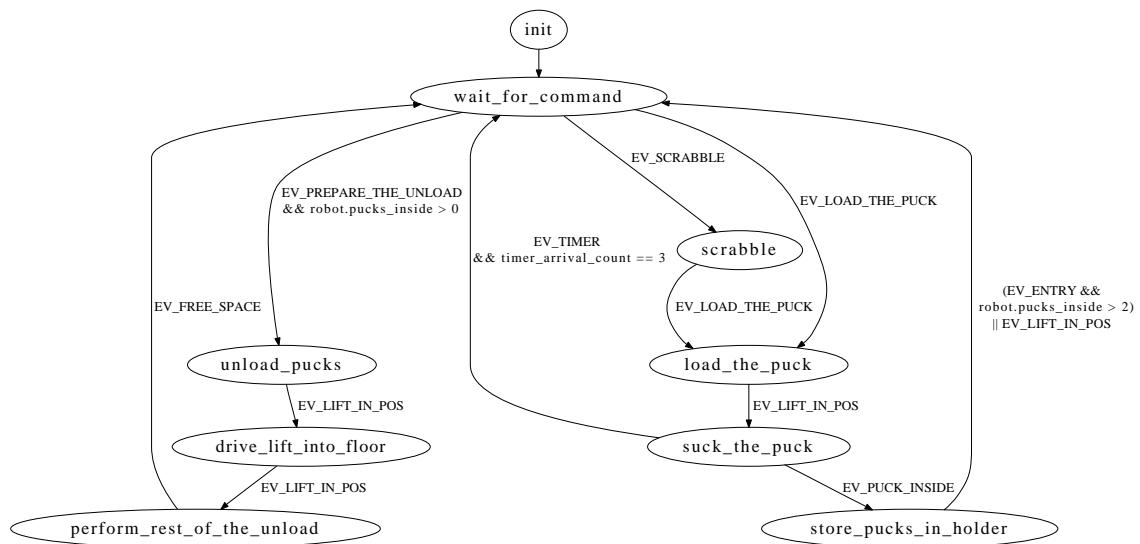 init
wait_for_command
EV_SCRABBLE
EV_PREPARE_THE_UNLOAD
&& robot.pucks_inside > 0
EV_LOAD_THE_PUCK
EV_TIMER
&& timer_arrival_count == 3
scrabble
EV_FREE_SPACE
EV_LOAD_THE_PUCK
(EV_ENTRY &&
robot.pucks_inside > 2)
|| EV_LIFT_IN_POS
unload_pucks
load_the_puck
EV_LIFT_IN_POS
EV_LIFT_IN_POS
drive_lift_into_floor
suck_the_puck
EV_LIFT_IN_POS
EV_PUCK_INSIDE
perform_rest_of_the_unload
store_pucks_in_holder